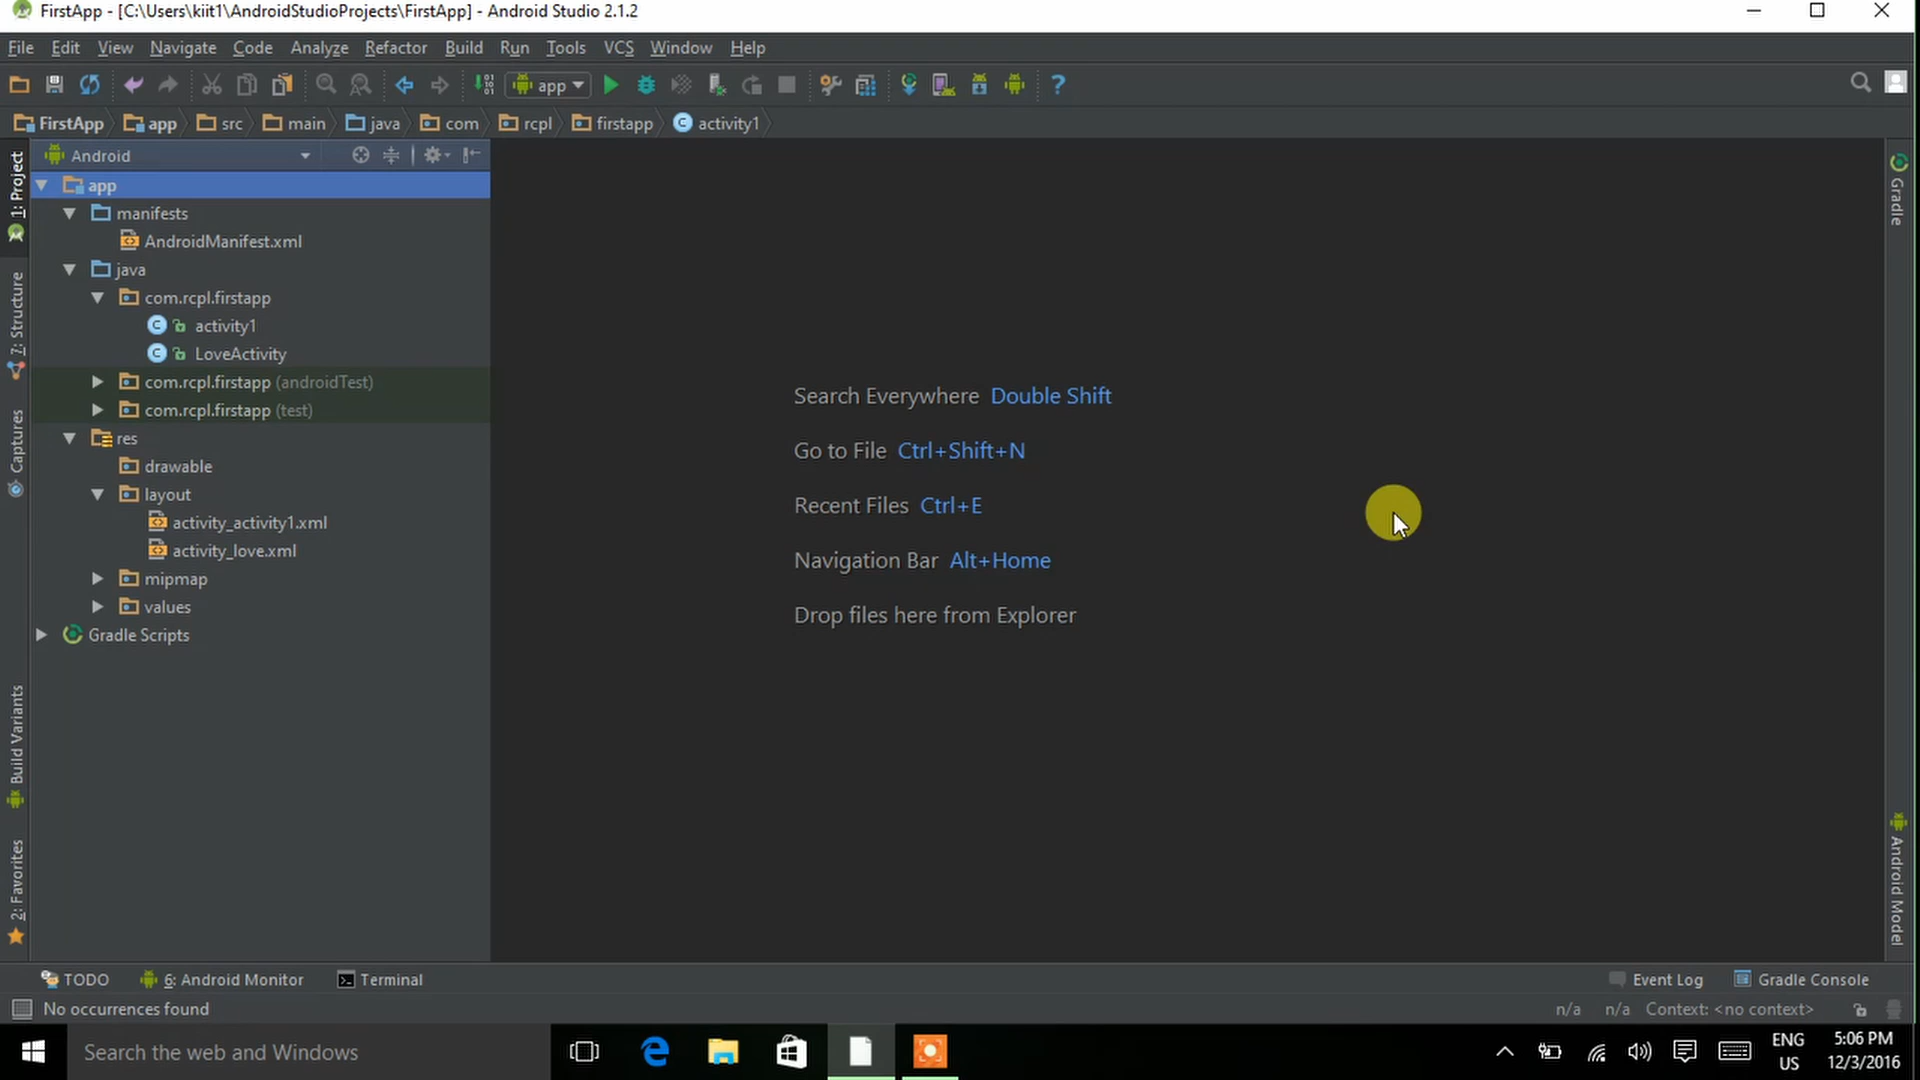 FirstApp - [C:\Users\kiit1\AndroidStudioProjects\FirstApp] - Android Studio 2.1.2
File Edit View Navigate Code Analyze Refactor Build Run Tools VCS Window Help
app
FirstApp app src main java com rcpl firstapp activity1
Android
app
manifests
AndroidManifest.xml
java
com.rcpl.firstapp
activity1
LoveActivity
com.rcpl.firstapp (androidTest)
com.rcpl.firstapp (test)
res
drawable
layout
activity_activity1.xml
activity_love.xml
mipmap
values
Gradle Scripts
1: Project
7: Structure
Captures
Build Variants
2: Favorites
Search Everywhere Double Shift
Go to File Ctrl+Shift+N
Recent Files Ctrl+E
Navigation Bar Alt+Home
Drop files here from Explorer
Gradle
Android Model
TODO 6: Android Monitor Terminal Event Log Gradle Console
No occurrences found n/a n/a Context: <no context>
Search the web and Windows
ENG
US
5:06 PM
12/3/2016